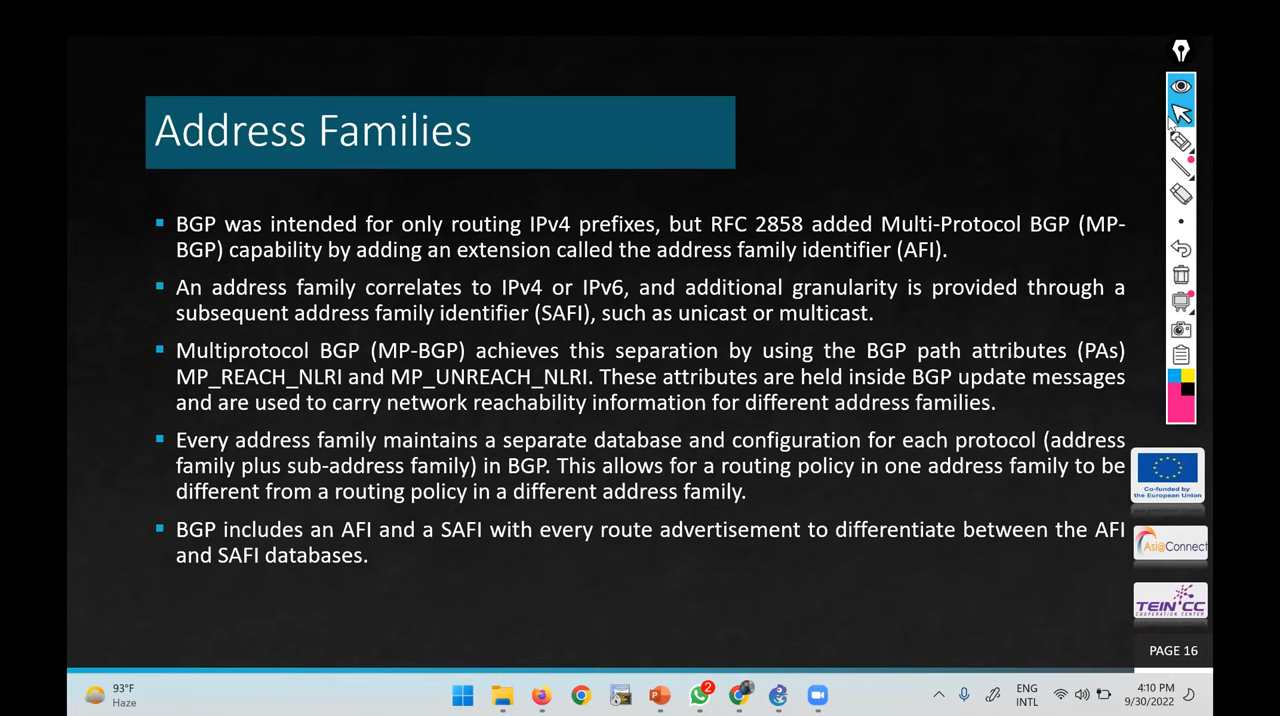 Address Families
BGP was intended for only routing IPv4 prefixes, but RFC 2858 added Multi-Protocol BGP (MP-
BGP) capability by adding an extension called the address family identifier (AFI).
An address family correlates to IPv4 or IPv6, and additional granularity is provided through a
subsequent address family identifier (SAFI), such as unicast or multicast.
Multiprotocol BGP (MP-BGP) achieves this separation by using the BGP path attributes (PAs)
MP_REACH_NLRI and MP_UNREACH_NLRI. These attributes are held inside BGP update messages
and are used to carry network reachability information for different address families.
Every address family maintains a separate database and configuration for each protocol (address
family plus sub-address family) in BGP. This allows for a routing policy in one address family to be
different from a routing policy in a different address family.
BGP includes an AFI and a SAFI with every route advertisement to differentiate between the AFI
and SAFI databases.
Co-funded by
the European Union
Asi@Connect
TEIN*CC
COOPERATION CENTER
PAGE 16
93°F
Haze
2
ENG
INTL
4:10 PM
9/30/2022